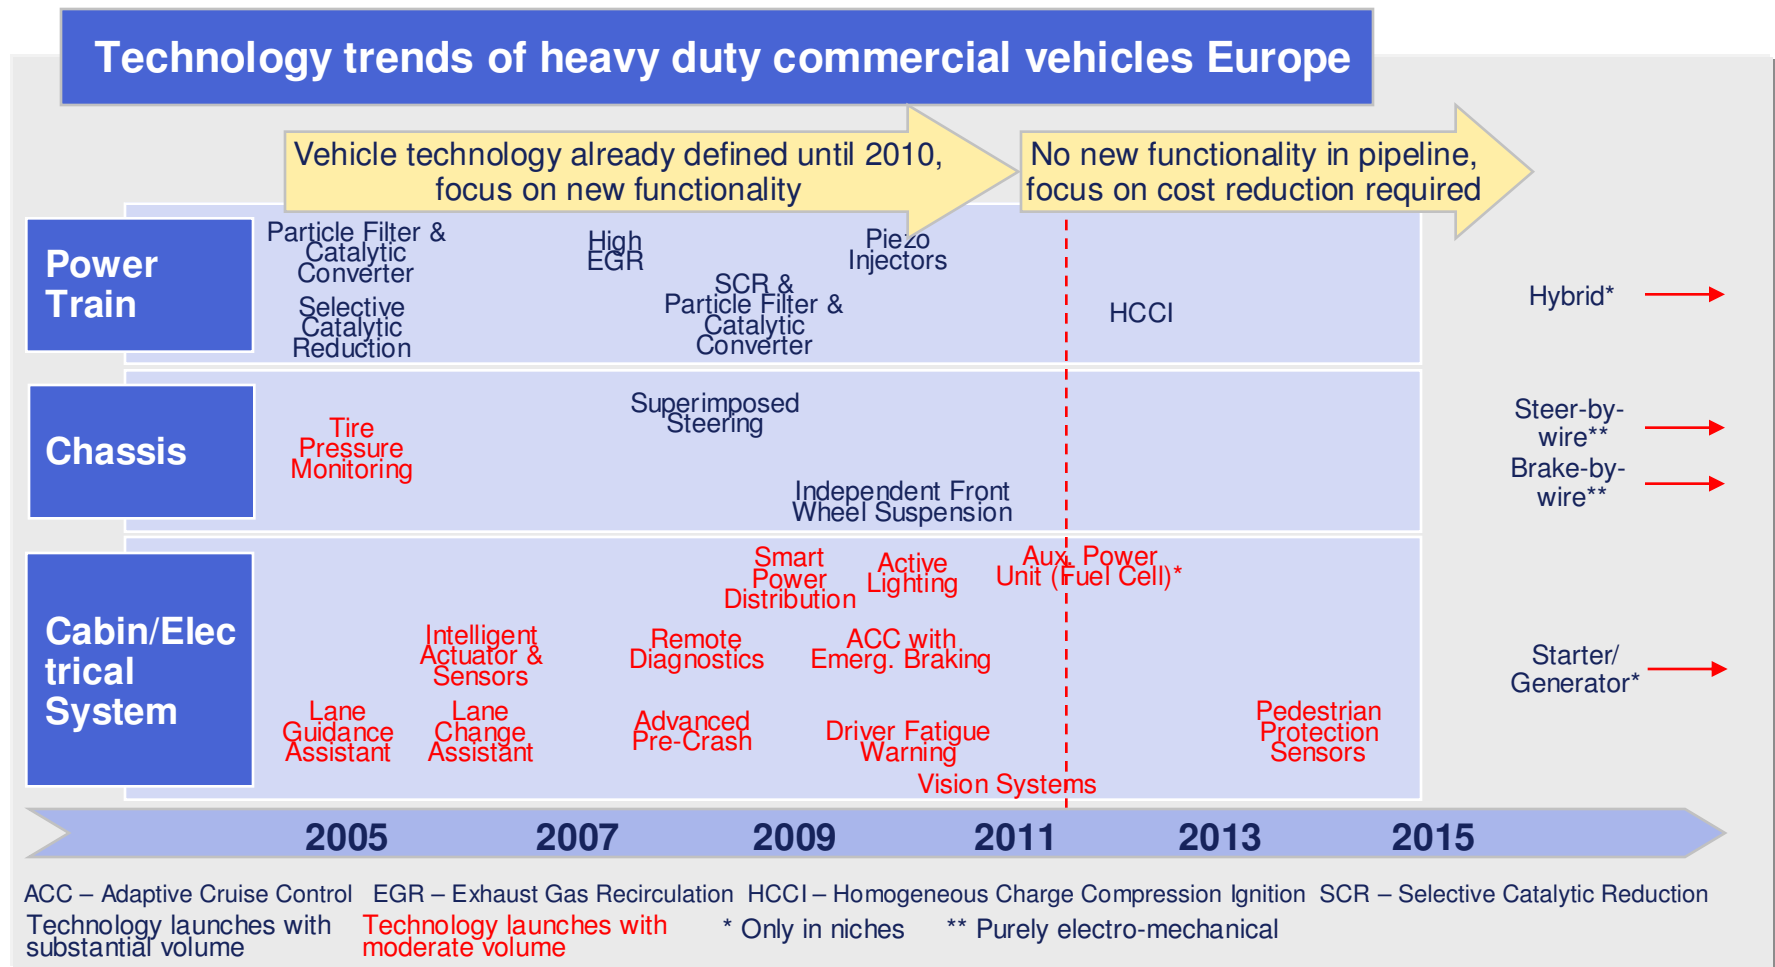 Technology trends of heavy duty commercial vehicles Europe
Vehicle technology already defined until 2010,
focus on new functionality
No new functionality in pipeline,
focus on cost reduction required
Power
Train
Particle Filter &
Catalytic
Converter
Selective
Catalytic
Reduction
High
EGR
SCR &
Particle Filter &
Catalytic
Converter
Piezo
Injectors
HCCI
Hybrid*
Chassis
Tire
Pressure
Monitoring
Superimposed
Steering
Independent Front
Wheel Suspension
Steer-by-
wire**
Brake-by-
wire**
Cabin/Elec
trical
System
Smart
Power
Distribution
Active
Lighting
Aux. Power
Unit (Fuel Cell)*
Intelligent
Actuator &
Sensors
Remote
Diagnostics
ACC with
Emerg. Braking
Lane
Guidance
Assistant
Lane
Change
Assistant
Advanced
Pre-Crash
Driver Fatigue
Warning
Vision Systems
Pedestrian
Protection
Sensors
Starter/
Generator*
2005 2007 2009 2011 2013 2015
ACC – Adaptive Cruise Control EGR – Exhaust Gas Recirculation HCCI – Homogeneous Charge Compression Ignition SCR – Selective Catalytic Reduction
Technology launches with
substantial volume
Technology launches with
moderate volume
* Only in niches
** Purely electro-mechanical